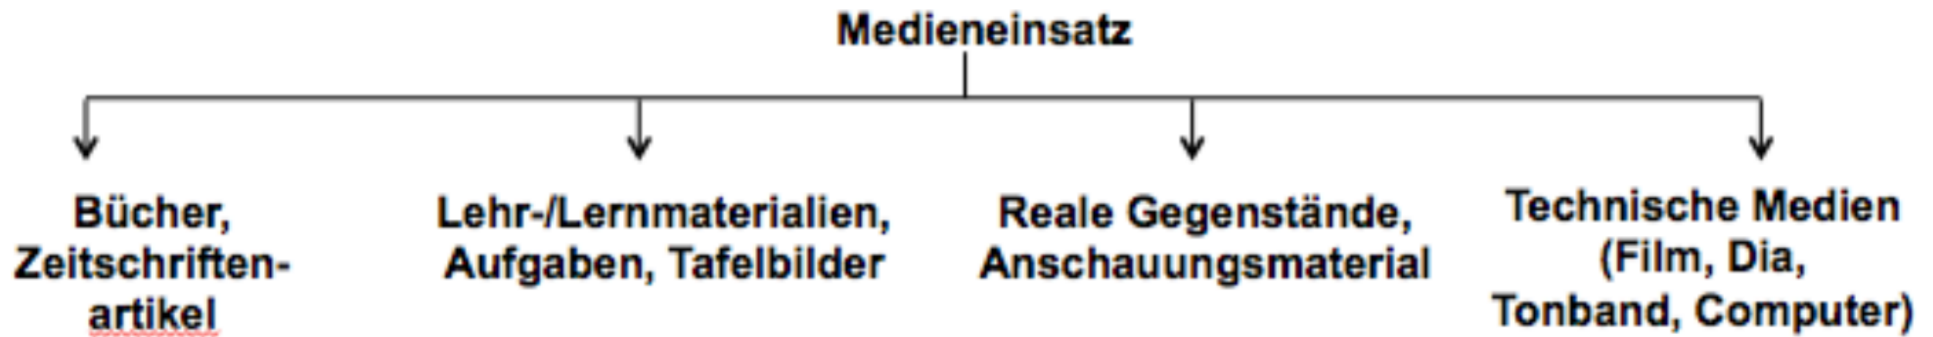 Medieneinsatz
Bücher,
Zeitschriften-
artikel
Lehr-/Lernmaterialien,
Aufgaben, Tafelbilder
Reale Gegenstände,
Anschauungsmaterial
Technische Medien
(Film, Dia,
Tonband, Computer)